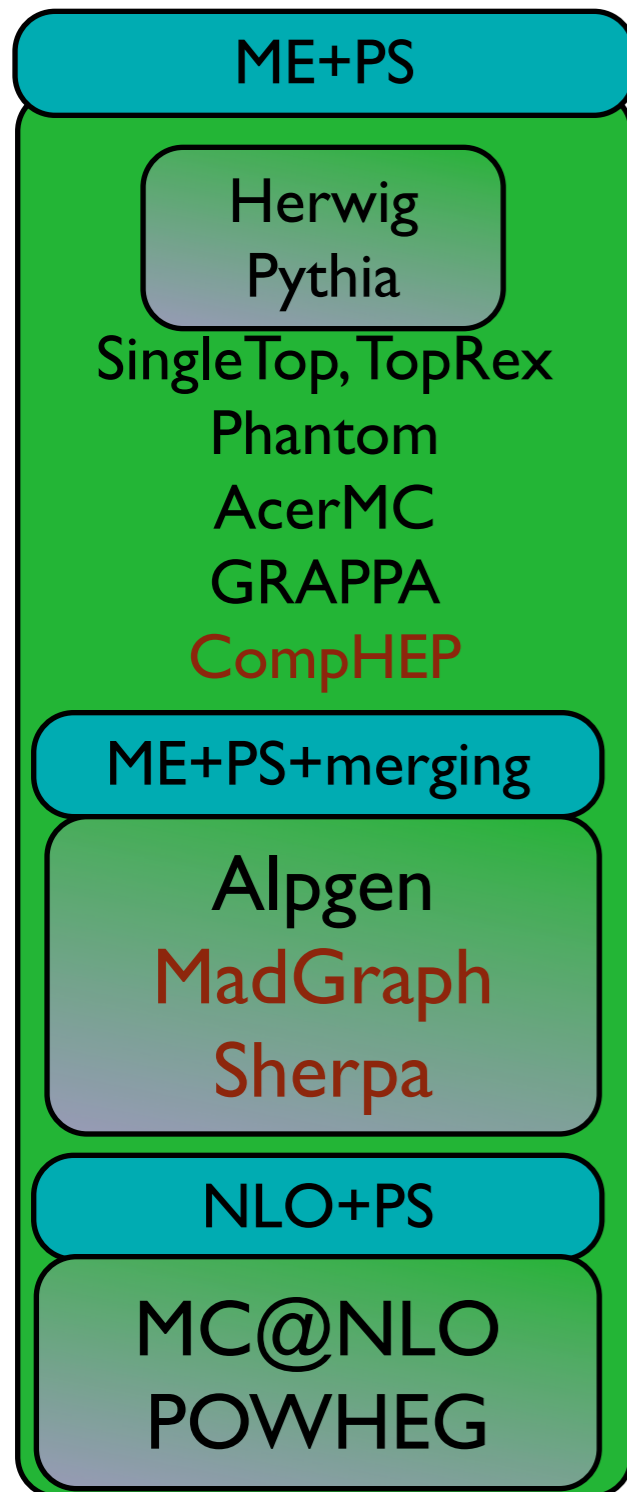 ME+PS
Herwig
Pythia
SingleTop, TopRex
Phantom
AcerMC
GRAPPA
CompHEP
ME+PS+merging
Alpgen
MadGraph
Sherpa
NLO+PS
MC@NLO
POWHEG